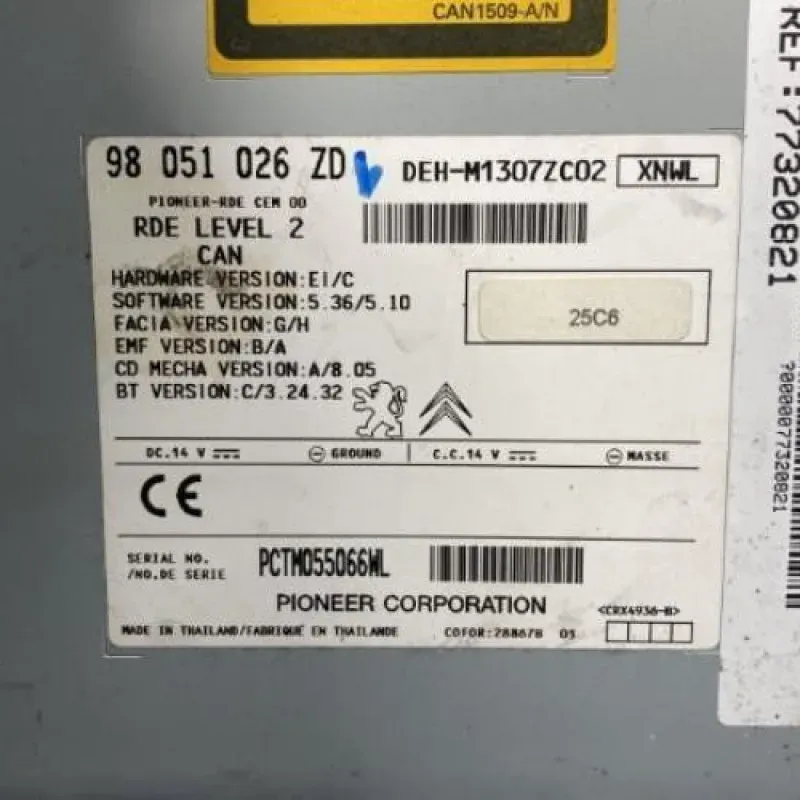 CAN1509-A/N
98 051 026 ZD DEH-M1307ZC02 XNWL
PIONEER-RDE CEM 00
RDE LEVEL 2
CAN
HARDWARE VERSION:EI/C
SOFTWARE VERSION:5.36/5.10
FACIA VERSION:G/H
EMF VERSION:B/A
CD MECHA VERSION:A/8.05
BT VERSION:C/3.24.32
25C6
DC.14 V GROUND C.C.14 V MASSE
CE
SERIAL NO.
/NO.DE SERIE
PCTM055066WL
PIONEER CORPORATION
<CRX4936-B>
MADE IN THAILAND/FABRIQUE EN THAILANDE COFOR:28867B 03
REF:77320821
?0000077320821